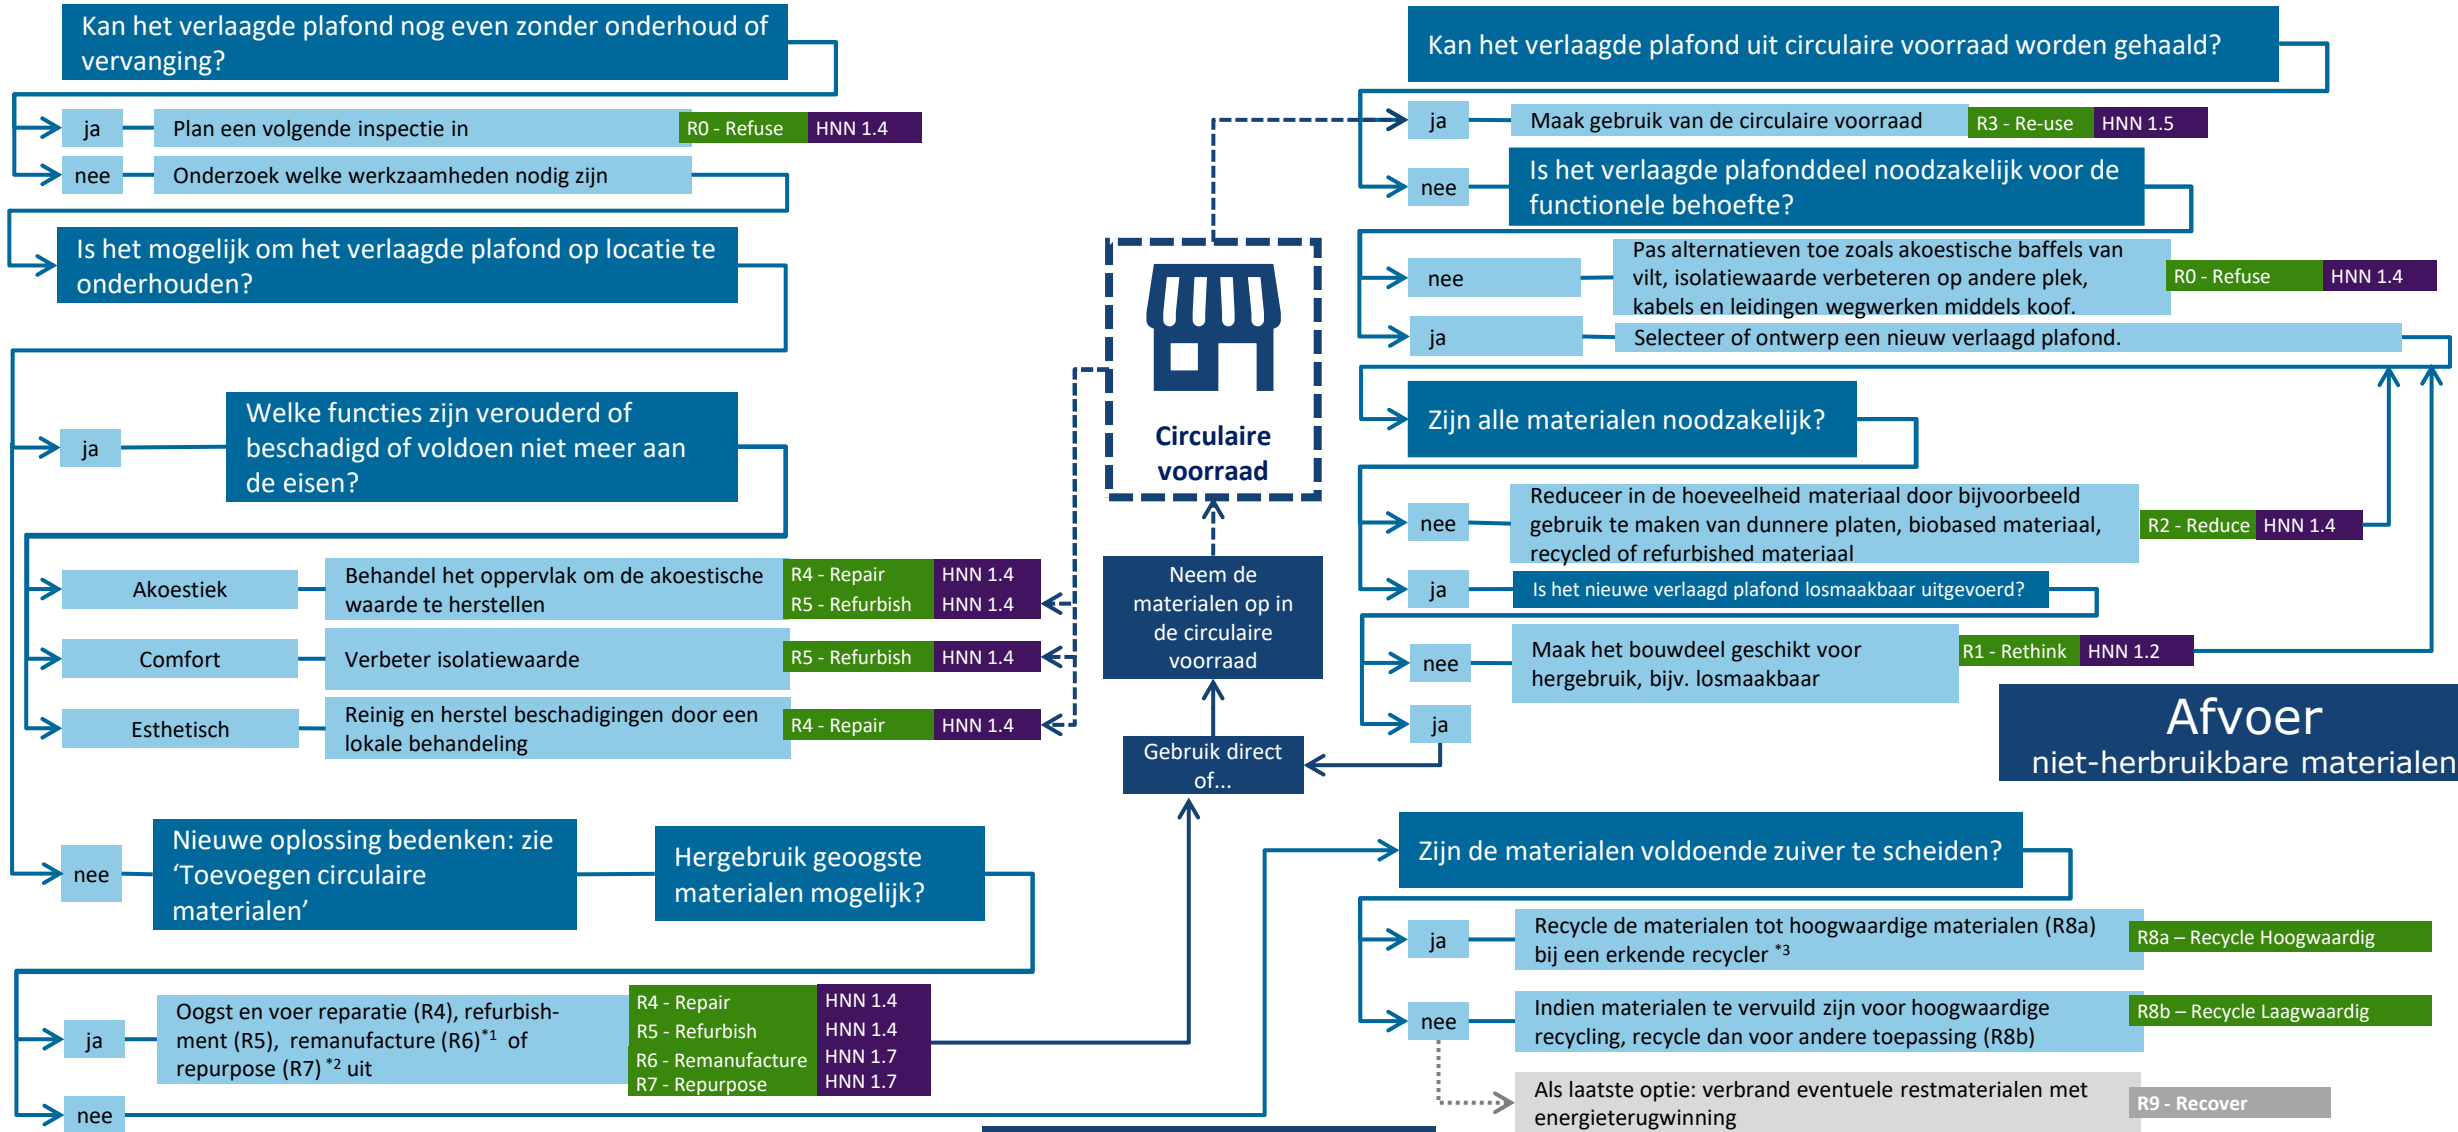 Kan het verlaagde plafond nog even zonder onderhoud of
vervanging?
ja
Plan een volgende inspectie in
R0 - Refuse
HNN 1.4
nee
Onderzoek welke werkzaamheden nodig zijn
Is het mogelijk om het verlaagde plafond op locatie te
onderhouden?
ja
Welke functies zijn verouderd of
beschadigd of voldoen niet meer aan
de eisen?
Akoestiek
Behandel het oppervlak om de akoestische
waarde te herstellen
R4 - Repair
HNN 1.4
R5 - Refurbish
HNN 1.4
Comfort
Verbeter isolatiewaarde
R5 - Refurbish
HNN 1.4
Esthetisch
Reinig en herstel beschadigingen door een
lokale behandeling
R4 - Repair
HNN 1.4
nee
Nieuwe oplossing bedenken: zie
‘Toevoegen circulaire
materialen’
Hergebruik geoogste
materialen mogelijk?
ja
Oogst en voer reparatie (R4), refurbish-
ment (R5), remanufacture (R6)*1 of
repurpose (R7) *2 uit
R4 - Repair
HNN 1.4
R5 - Refurbish
HNN 1.4
R6 - Remanufacture
HNN 1.7
R7 - Repurpose
HNN 1.7
nee
Circulaire
voorraad
Neem de
materialen op in
de circulaire
voorraad
Gebruik direct
of...
Kan het verlaagde plafond uit circulaire voorraad worden gehaald?
ja
Maak gebruik van de circulaire voorraad
R3 - Re-use
HNN 1.5
nee
Is het verlaagde plafonddeel noodzakelijk voor de
functionele behoefte?
nee
Pas alternatieven toe zoals akoestische baffels van
vilt, isolatiewaarde verbeteren op andere plek,
kabels en leidingen wegwerken middels koof.
R0 - Refuse
HNN 1.4
ja
Selecteer of ontwerp een nieuw verlaagd plafond.
Zijn alle materialen noodzakelijk?
nee
Reduceer in de hoeveelheid materiaal door bijvoorbeeld
gebruik te maken van dunnere platen, biobased materiaal,
recycled of refurbished materiaal
R2 - Reduce
HNN 1.4
ja
Is het nieuwe verlaagd plafond losmaakbaar uitgevoerd?
nee
Maak het bouwdeel geschikt voor
hergebruik, bijv. losmaakbaar
R1 - Rethink
HNN 1.2
ja
Afvoer
niet-herbruikbare materialen
Zijn de materialen voldoende zuiver te scheiden?
ja
Recycle de materialen tot hoogwaardige materialen (R8a)
bij een erkende recycler *3
R8a – Recycle Hoogwaardig
nee
Indien materialen te vervuild zijn voor hoogwaardige
recycling, recycle dan voor andere toepassing (R8b)
R8b – Recycle Laagwaardig
Als laatste optie: verbrand eventuele restmaterialen met
energieterugwinning
R9 - Recover